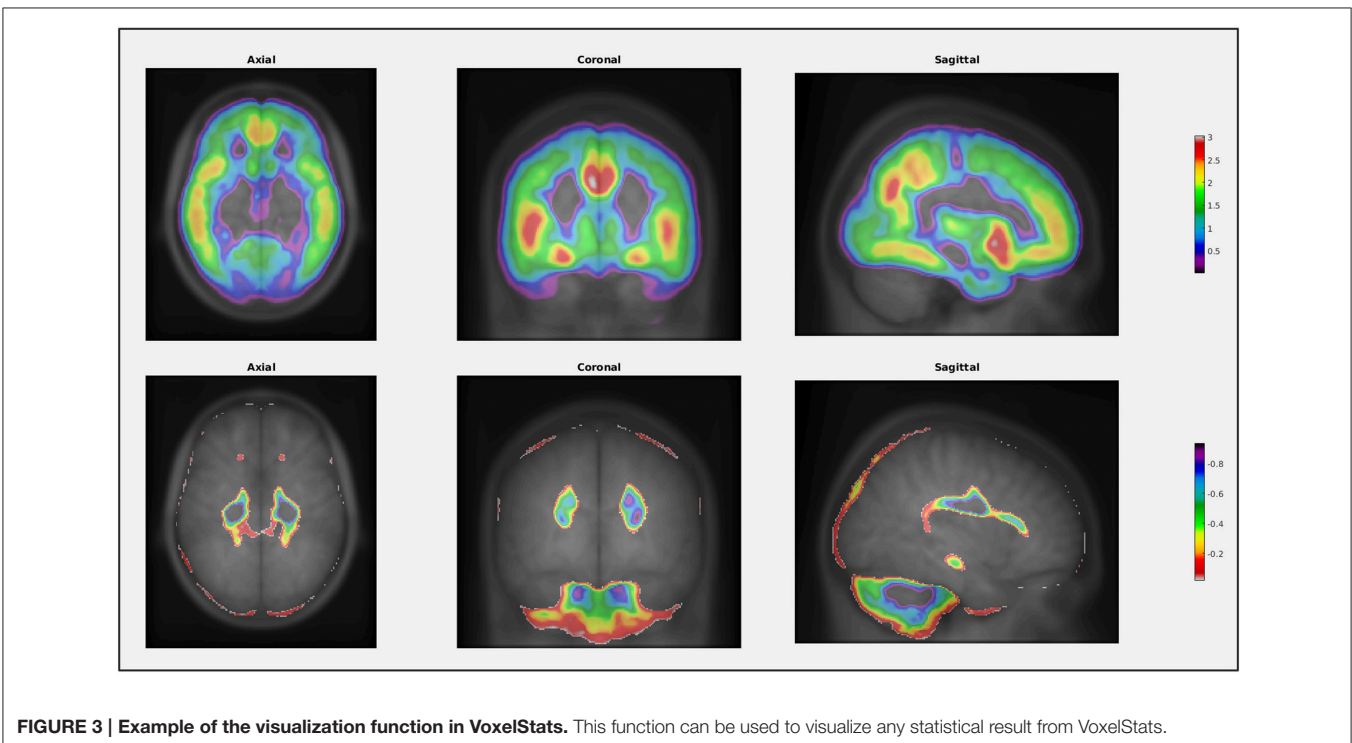 Axial
Coronal
Sagittal
3
2.5
2
1.5
1
0.5
Axial
Coronal
Sagittal
-0.8
-0.6
-0.4
-0.2
FIGURE 3 | Example of the visualization function in VoxelStats. This function can be used to visualize any statistical result from VoxelStats.